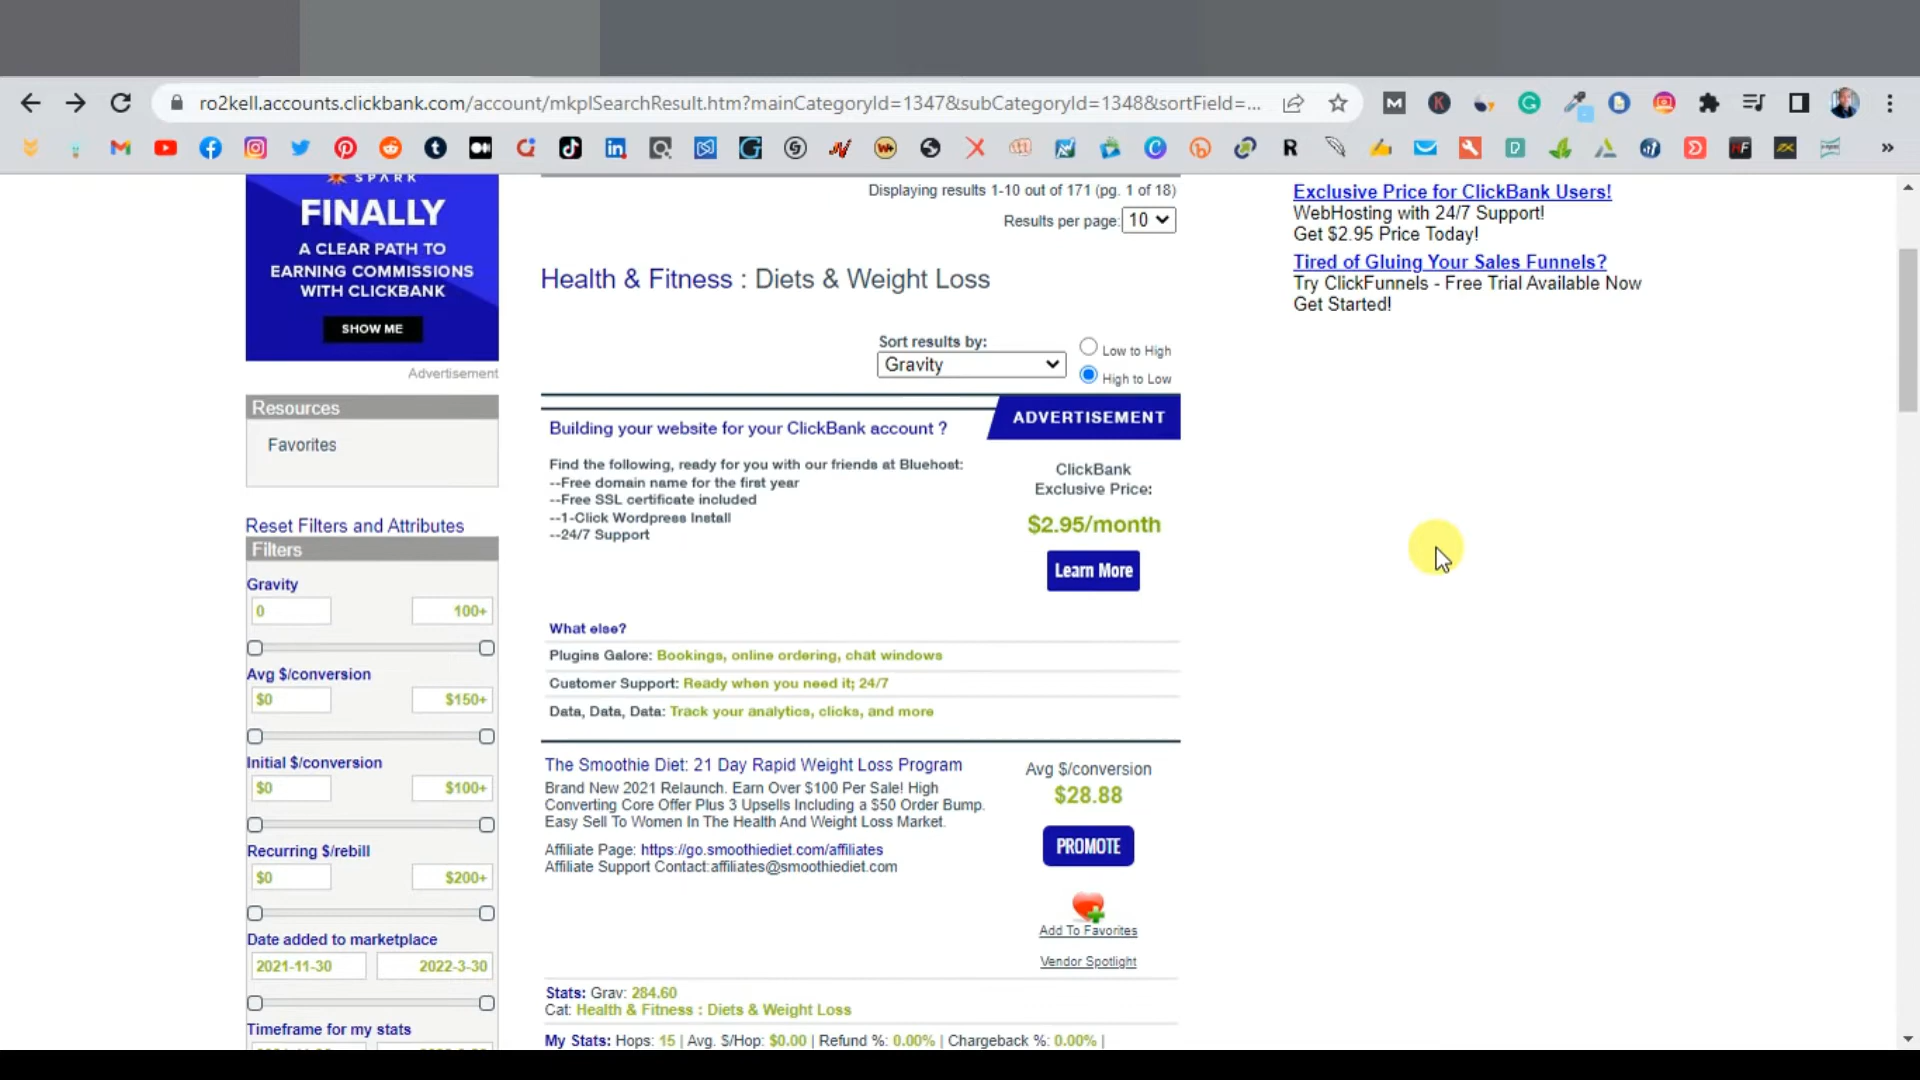 ro2kell.accounts.clickbank.com/account/mkplSearchResult.htm?mainCategoryId=1347&subCategoryId=1348&sortField=...
SPARK
FINALLY
A CLEAR PATH TO
EARNING COMMISSIONS
WITH CLICKBANK
SHOW ME
Advertisement
Resources
Favorites
Reset Filters and Attributes
Filters
Gravity
0 100+
Avg $/conversion
$0 $150+
Initial $/conversion
$0 $100+
Recurring $/rebill
$0 $200+
Date added to marketplace
2021-11-30 2022-3-30
Timeframe for my stats
Displaying results 1-10 out of 171 (pg. 1 of 18)
Results per page: 10
Health & Fitness : Diets & Weight Loss
Sort results by:
Gravity
Low to High
High to Low
ADVERTISEMENT
Building your website for your ClickBank account ?
Find the following, ready for you with our friends at Bluehost:
--Free domain name for the first year
--Free SSL certificate included
--1-Click Wordpress Install
--24/7 Support
ClickBank
Exclusive Price:
$2.95/month
Learn More
What else?
Plugins Galore: Bookings, online ordering, chat windows
Customer Support: Ready when you need it; 24/7
Data, Data, Data: Track your analytics, clicks, and more
The Smoothie Diet: 21 Day Rapid Weight Loss Program
Brand New 2021 Relaunch. Earn Over $100 Per Sale! High
Converting Core Offer Plus 3 Upsells Including a $50 Order Bump.
Easy Sell To Women In The Health And Weight Loss Market.
Affiliate Page: https://go.smoothiediet.com/affiliates
Affiliate Support Contact:affiliates@smoothiediet.com
Avg $/conversion
$28.88
PROMOTE
Add To Favorites
Vendor Spotlight
Stats: Grav: 284.60
Cat: Health & Fitness : Diets & Weight Loss
My Stats: Hops: 15 | Avg. $/Hop: $0.00 | Refund %: 0.00% | Chargeback %: 0.00% |
Exclusive Price for ClickBank Users!
WebHosting with 24/7 Support!
Get $2.95 Price Today!
Tired of Gluing Your Sales Funnels?
Try ClickFunnels - Free Trial Available Now
Get Started!